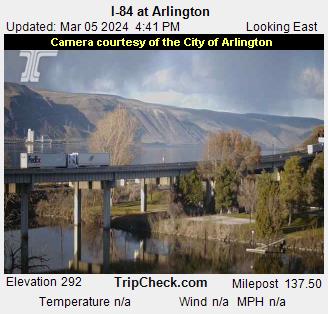 I-84 at Arlington
Updated: Mar 05 2024 4:41 PM Looking East
Camera courtesy of the City of Arlington
FedEx
Elevation 292 TripCheck.com Milepost 137.50
Temperature n/a Wind n/a MPH n/a